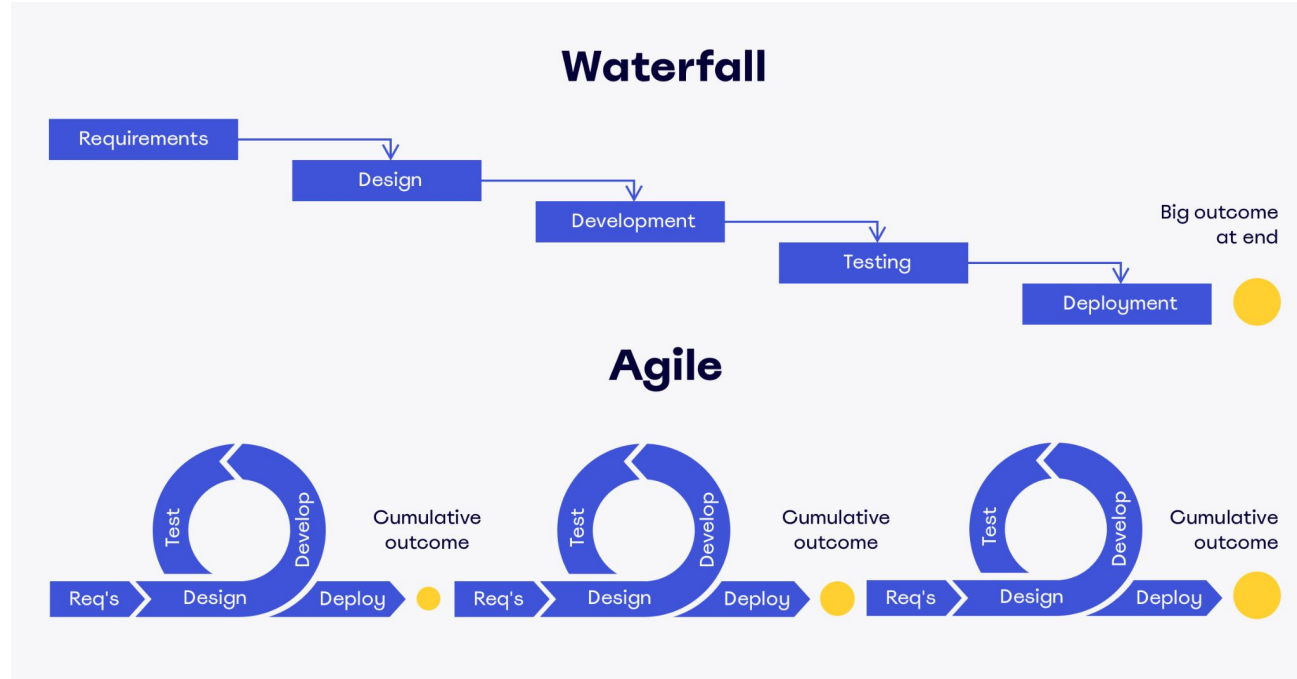 Waterfall
Requirements
Design
Development
Testing
Deployment
Big outcome
at end
Agile
Test
Develop
Req's
Design
Deploy
Cumulative
outcome
Test
Develop
Req's
Design
Deploy
Cumulative
outcome
Test
Develop
Req's
Design
Deploy
Cumulative
outcome